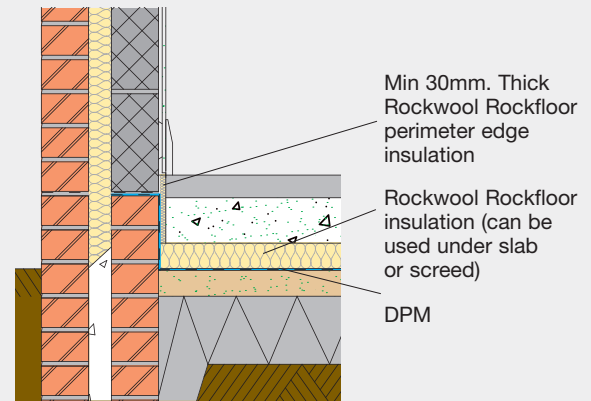 Min 30mm. Thick
Rockwool Rockfloor
perimeter edge
insulation
Rockwool Rockfloor
insulation (can be
used under slab
or screed)
DPM